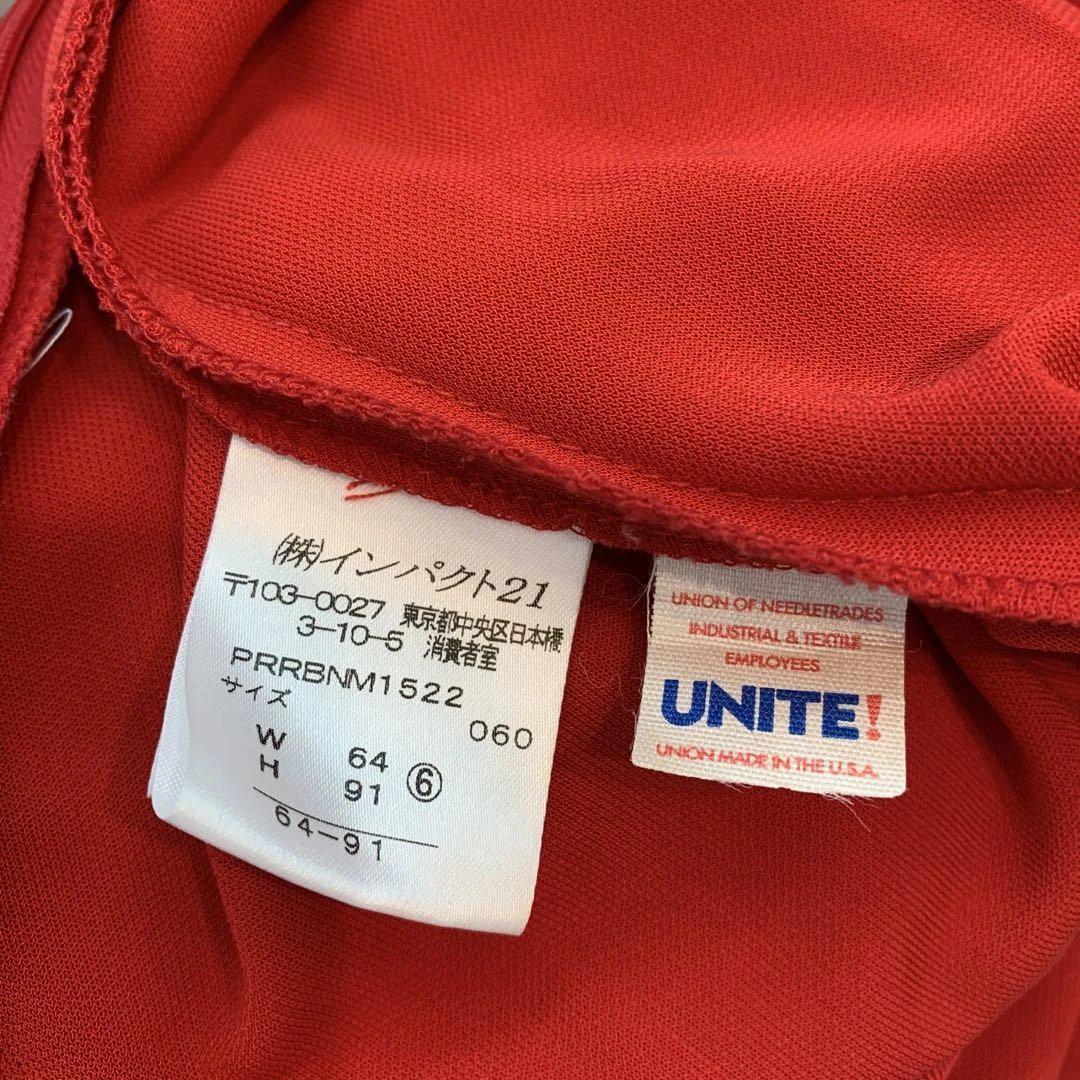 (株)インパクト21
〒103-0027 東京都中央区日本橋
3-10-5 消費者室
PRRBNM1522
サイズ
060
W 64 ⑥
H 91
64-91
UNION OF NEEDLETRADES
INDUSTRIAL & TEXTILE
EMPLOYEES
UNITE!
UNION MADE IN THE U.S.A.